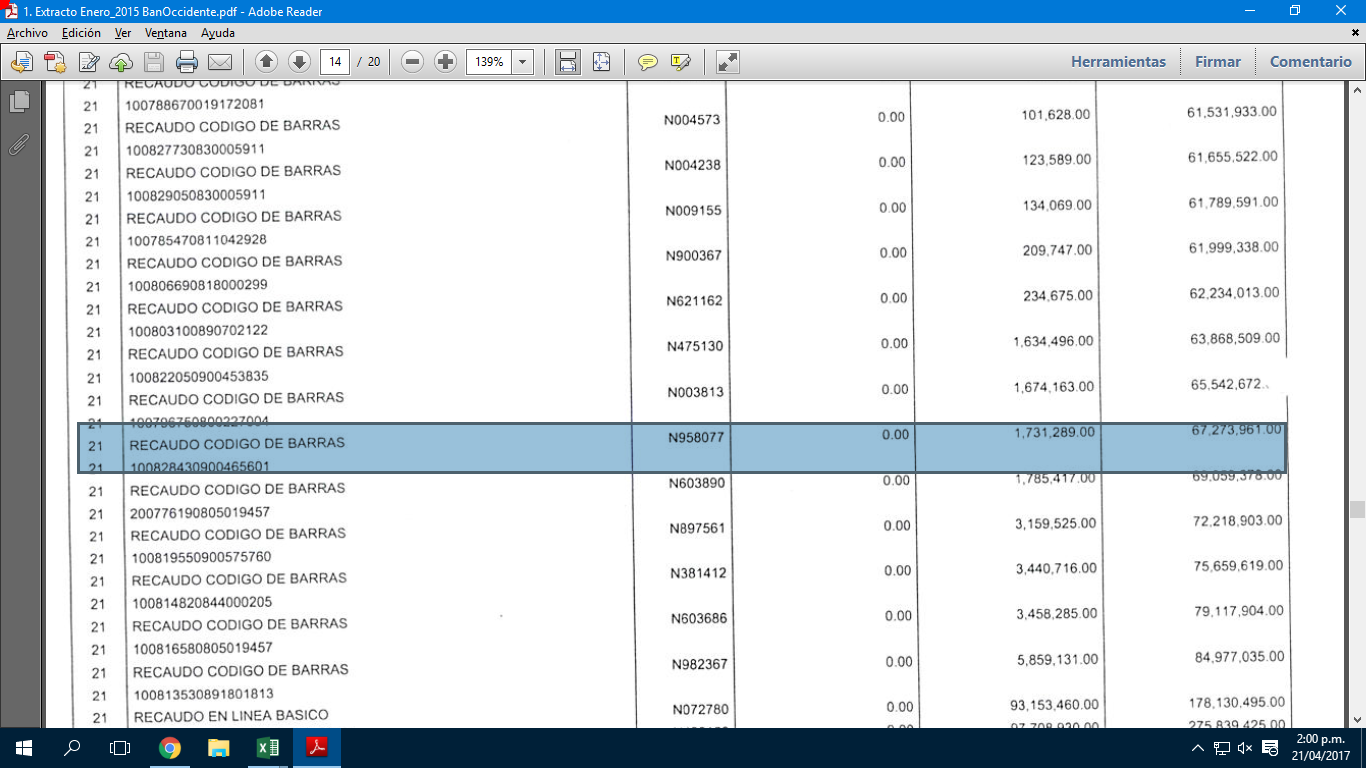 1. Extracto Enero_2015 BanOccidente.pdf - Adobe Reader
Archivo Edición Ver Ventana Ayuda
14 / 20 139% Herramientas Firmar Comentario
21 RECAUDO CODIGO DE BARRAS
21 100788670019172081
21 RECAUDO CODIGO DE BARRAS N004573 0.00 101,628.00 61,531,933.00
21 100827730830005911
21 RECAUDO CODIGO DE BARRAS N004238 0.00 123,589.00 61,655,522.00
21 100829050830005911
21 RECAUDO CODIGO DE BARRAS N009155 0.00 134,069.00 61,789,591.00
21 100785470811042928
21 RECAUDO CODIGO DE BARRAS N900367 0.00 209,747.00 61,999,338.00
21 100806690818000299
21 RECAUDO CODIGO DE BARRAS N621162 0.00 234,675.00 62,234,013.00
21 100803100890702122
21 RECAUDO CODIGO DE BARRAS N475130 0.00 1,634,496.00 63,868,509.00
21 100822050900453835
21 RECAUDO CODIGO DE BARRAS N003813 0.00 1,674,163.00 65,542,672.
21 100796750800227004
21 RECAUDO CODIGO DE BARRAS N958077 0.00 1,731,289.00 67,273,961.00
21 100828430900465601
21 RECAUDO CODIGO DE BARRAS N603890 0.00 1,785,417.00 69,059,378.00
21 200776190805019457
21 RECAUDO CODIGO DE BARRAS N897561 0.00 3,159,525.00 72,218,903.00
21 100819550900575760
21 RECAUDO CODIGO DE BARRAS N381412 0.00 3,440,716.00 75,659,619.00
21 100814820844000205
21 RECAUDO CODIGO DE BARRAS N603686 0.00 3,458,285.00 79,117,904.00
21 100816580805019457
21 RECAUDO CODIGO DE BARRAS N982367 0.00 5,859,131.00 84,977,035.00
21 100813530891801813
21 RECAUDO EN LINEA BASICO N072780 0.00 93,153,460.00 178,130,495.00
275,839,425.00
2:00 p.m.
21/04/2017